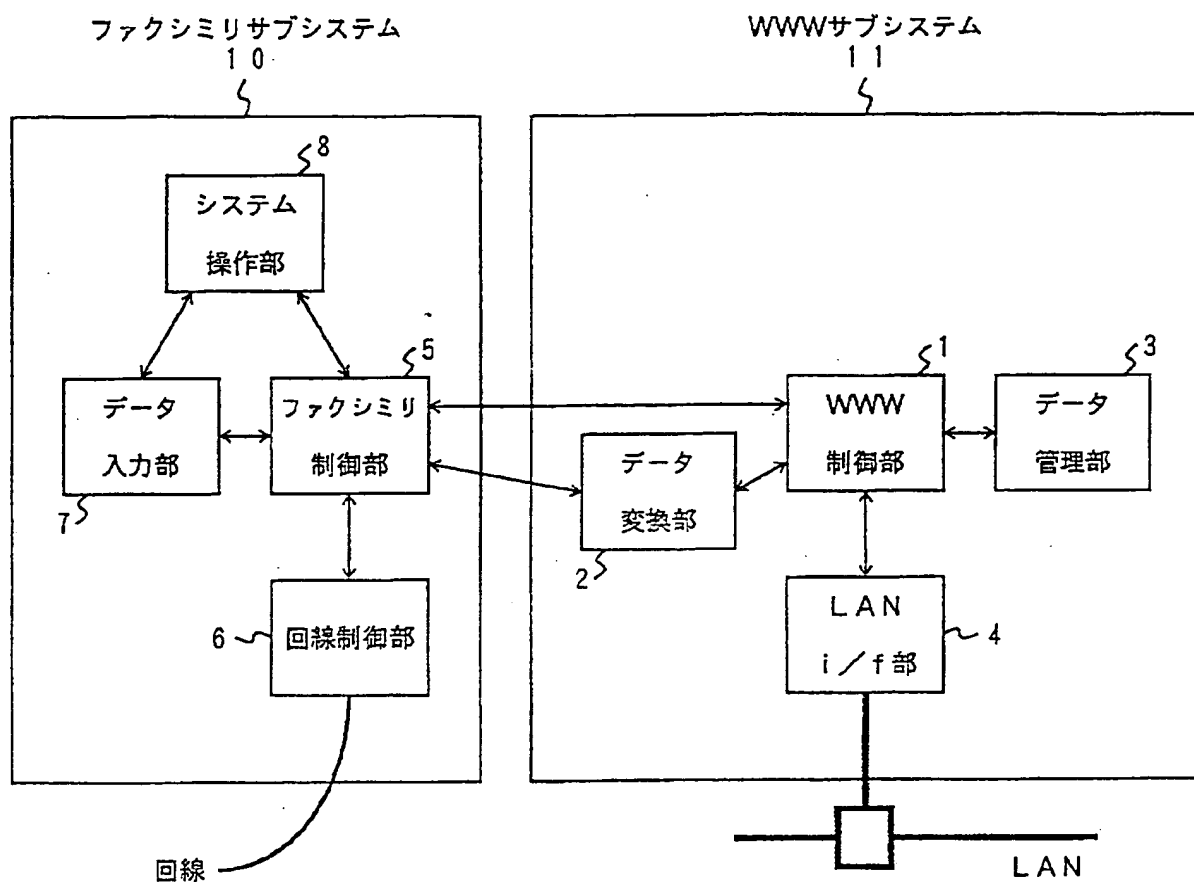 ファクシミリサブシステム
10
WWWサブシステム
11
8
システム
操作部
5
ファクシミリ
制御部
データ
入力部
7
6
回線制御部
回線
1
WWW
制御部
3
データ
管理部
データ
変換部
2
LAN
i/f部
4
LAN